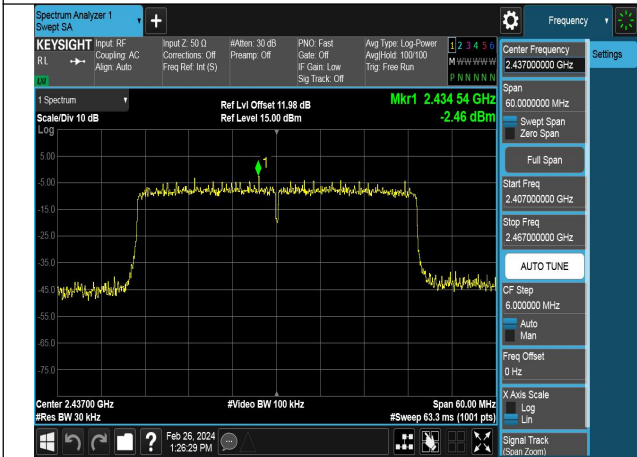 Spectrum Analyzer 1
Swept SA
+
Frequency
KEYSIGHT
RL
LXI
Input: RF
Coupling: AC
Align: Auto
Input Z: 50 Ω
Corrections: Off
Freq Ref: Int (S)
#Atten: 30 dB
Preamp: Off
PNO: Fast
Gate: Off
IF Gain: Low
Sig Track: Off
Avg Type: Log-Power
Avg|Hold: 100/100
Trig: Free Run
1 2 3 4 5 6
M W W W W W
P N N N N N
1 Spectrum
Scale/Div 10 dB
Log
Ref Lvl Offset 11.98 dB
Ref Level 15.00 dBm
Mkr1 2.434 54 GHz
-2.46 dBm
1
5.00
-5.00
-15.0
-25.0
-35.0
-45.0
-55.0
-65.0
-75.0
Center 2.43700 GHz
#Res BW 30 kHz
#Video BW 100 kHz
Span 60.00 MHz
#Sweep 63.3 ms (1001 pts)
Center Frequency
2.437000000 GHz
Settings
Span
60.0000000 MHz
Swept Span
Zero Span
Full Span
Start Freq
2.407000000 GHz
Stop Freq
2.467000000 GHz
AUTO TUNE
CF Step
6.000000 MHz
Auto
Man
Freq Offset
0 Hz
X Axis Scale
Log
Lin
Signal Track
(Span Zoom)
?
Feb 26, 2024
1:26:29 PM